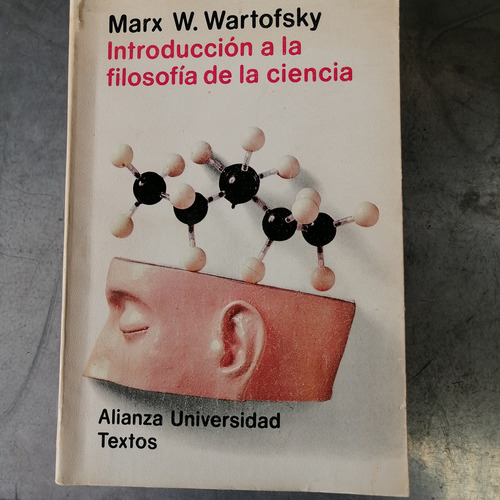 Marx W. Wartofsky
Introducción a la
filosofía de la ciencia
Alianza Universidad
Textos